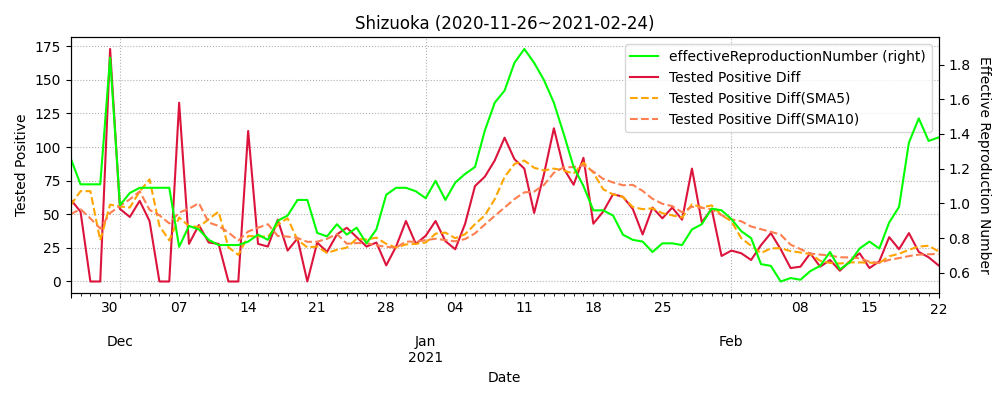 Shizuoka (2020-11-26~2021-02-24)
effectiveReproductionNumber (right)
Tested Positive Diff
Tested Positive Diff(SMA5)
Tested Positive Diff(SMA10)
Tested Positive
175
150
125
100
75
50
25
0
Effective Reproduction Number
1.8
1.6
1.4
1.2
1.0
0.8
0.6
30 07 14 21 28 04 11 18 25 08 15 22
Dec Jan Feb
2021
Date